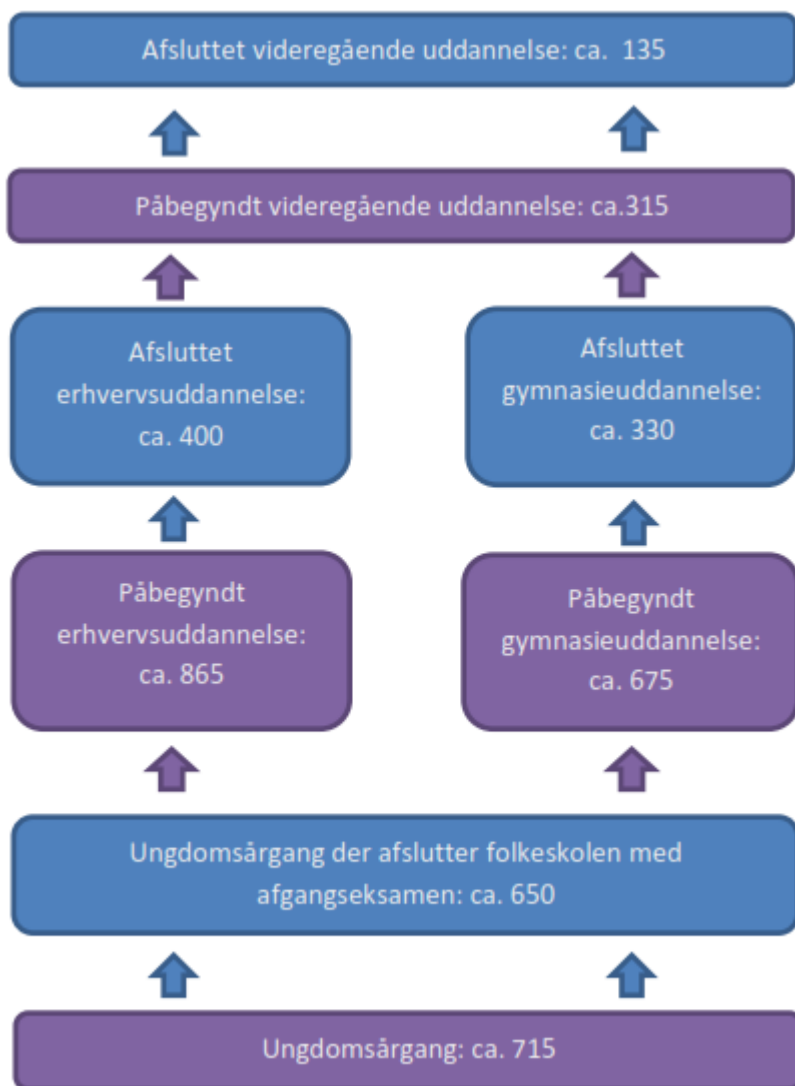 Afsluttet videregående uddannelse: ca. 135
Påbegyndt videregående uddannelse: ca.315
Afsluttet
erhvervsuddannelse:
ca. 400
Afsluttet
gymnasieuddannelse:
ca. 330
Påbegyndt
erhvervsuddannelse:
ca. 865
Påbegyndt
gymnasieuddannelse:
ca. 675
Ungdomsårgang der afslutter folkeskolen med
afgangseksamen: ca. 650
Ungdomsårgang: ca. 715